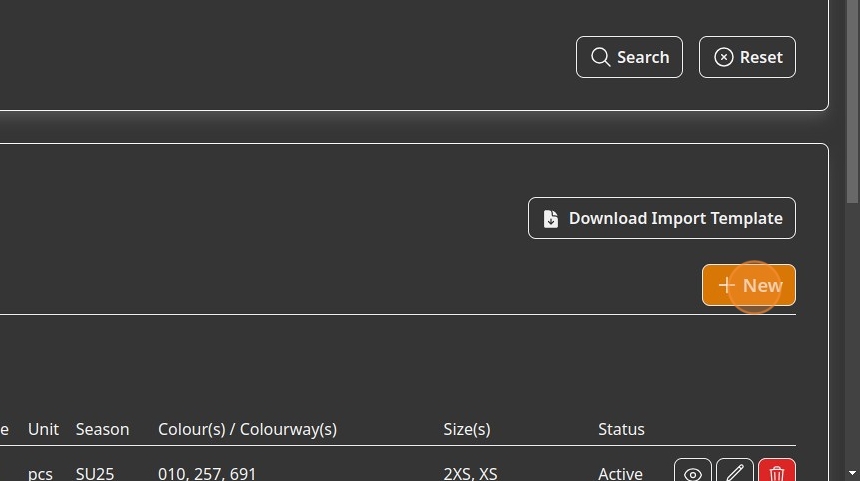 Search Reset
Download Import Template
New
e Unit Season Colour(s) / Colourway(s) Size(s) Status
pcs SU25 010, 257, 691 2XS, XS Active